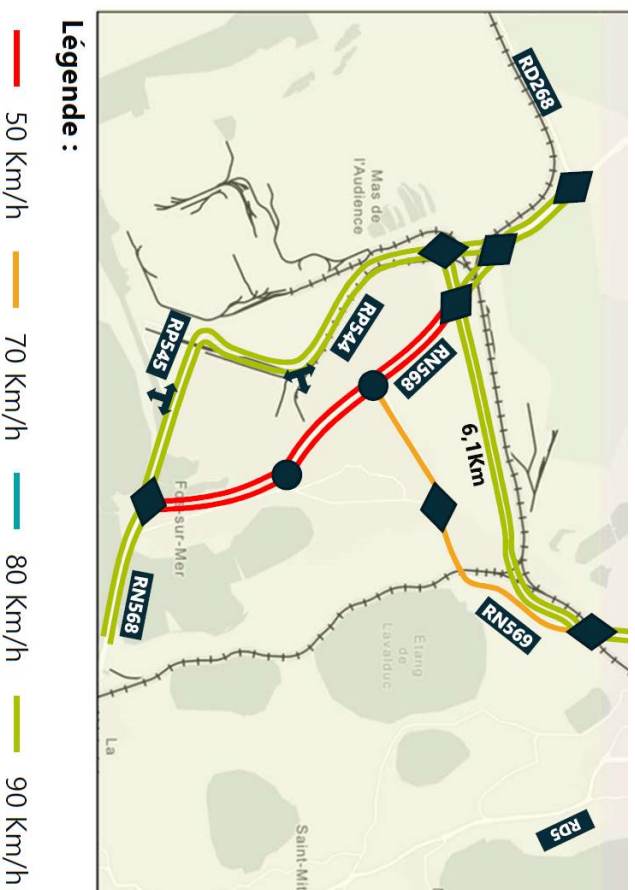 RD268
Mas de
l'Audience
RP544
RN568
6,1Km
RP545
Fos-sur-Mer
RN568
RN569
Etang
de
Lavalduc
La
RD5
Saint-Mit
Légende :
50 Km/h
70 Km/h
80 Km/h
90 Km/h